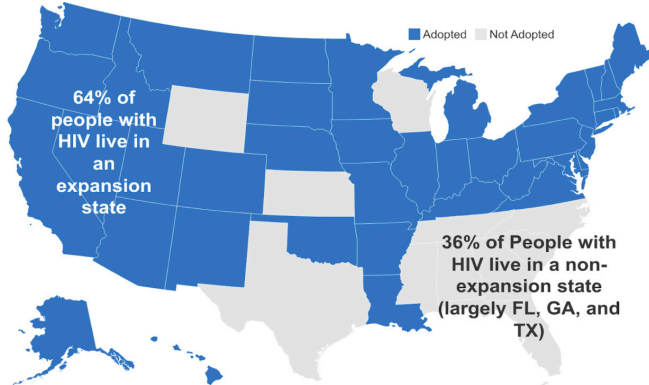 Adopted Not Adopted
64% of
people with
HIV live in
an
expansion
state
36% of People with
HIV live in a non-
expansion state
(largely FL, GA, and
TX)